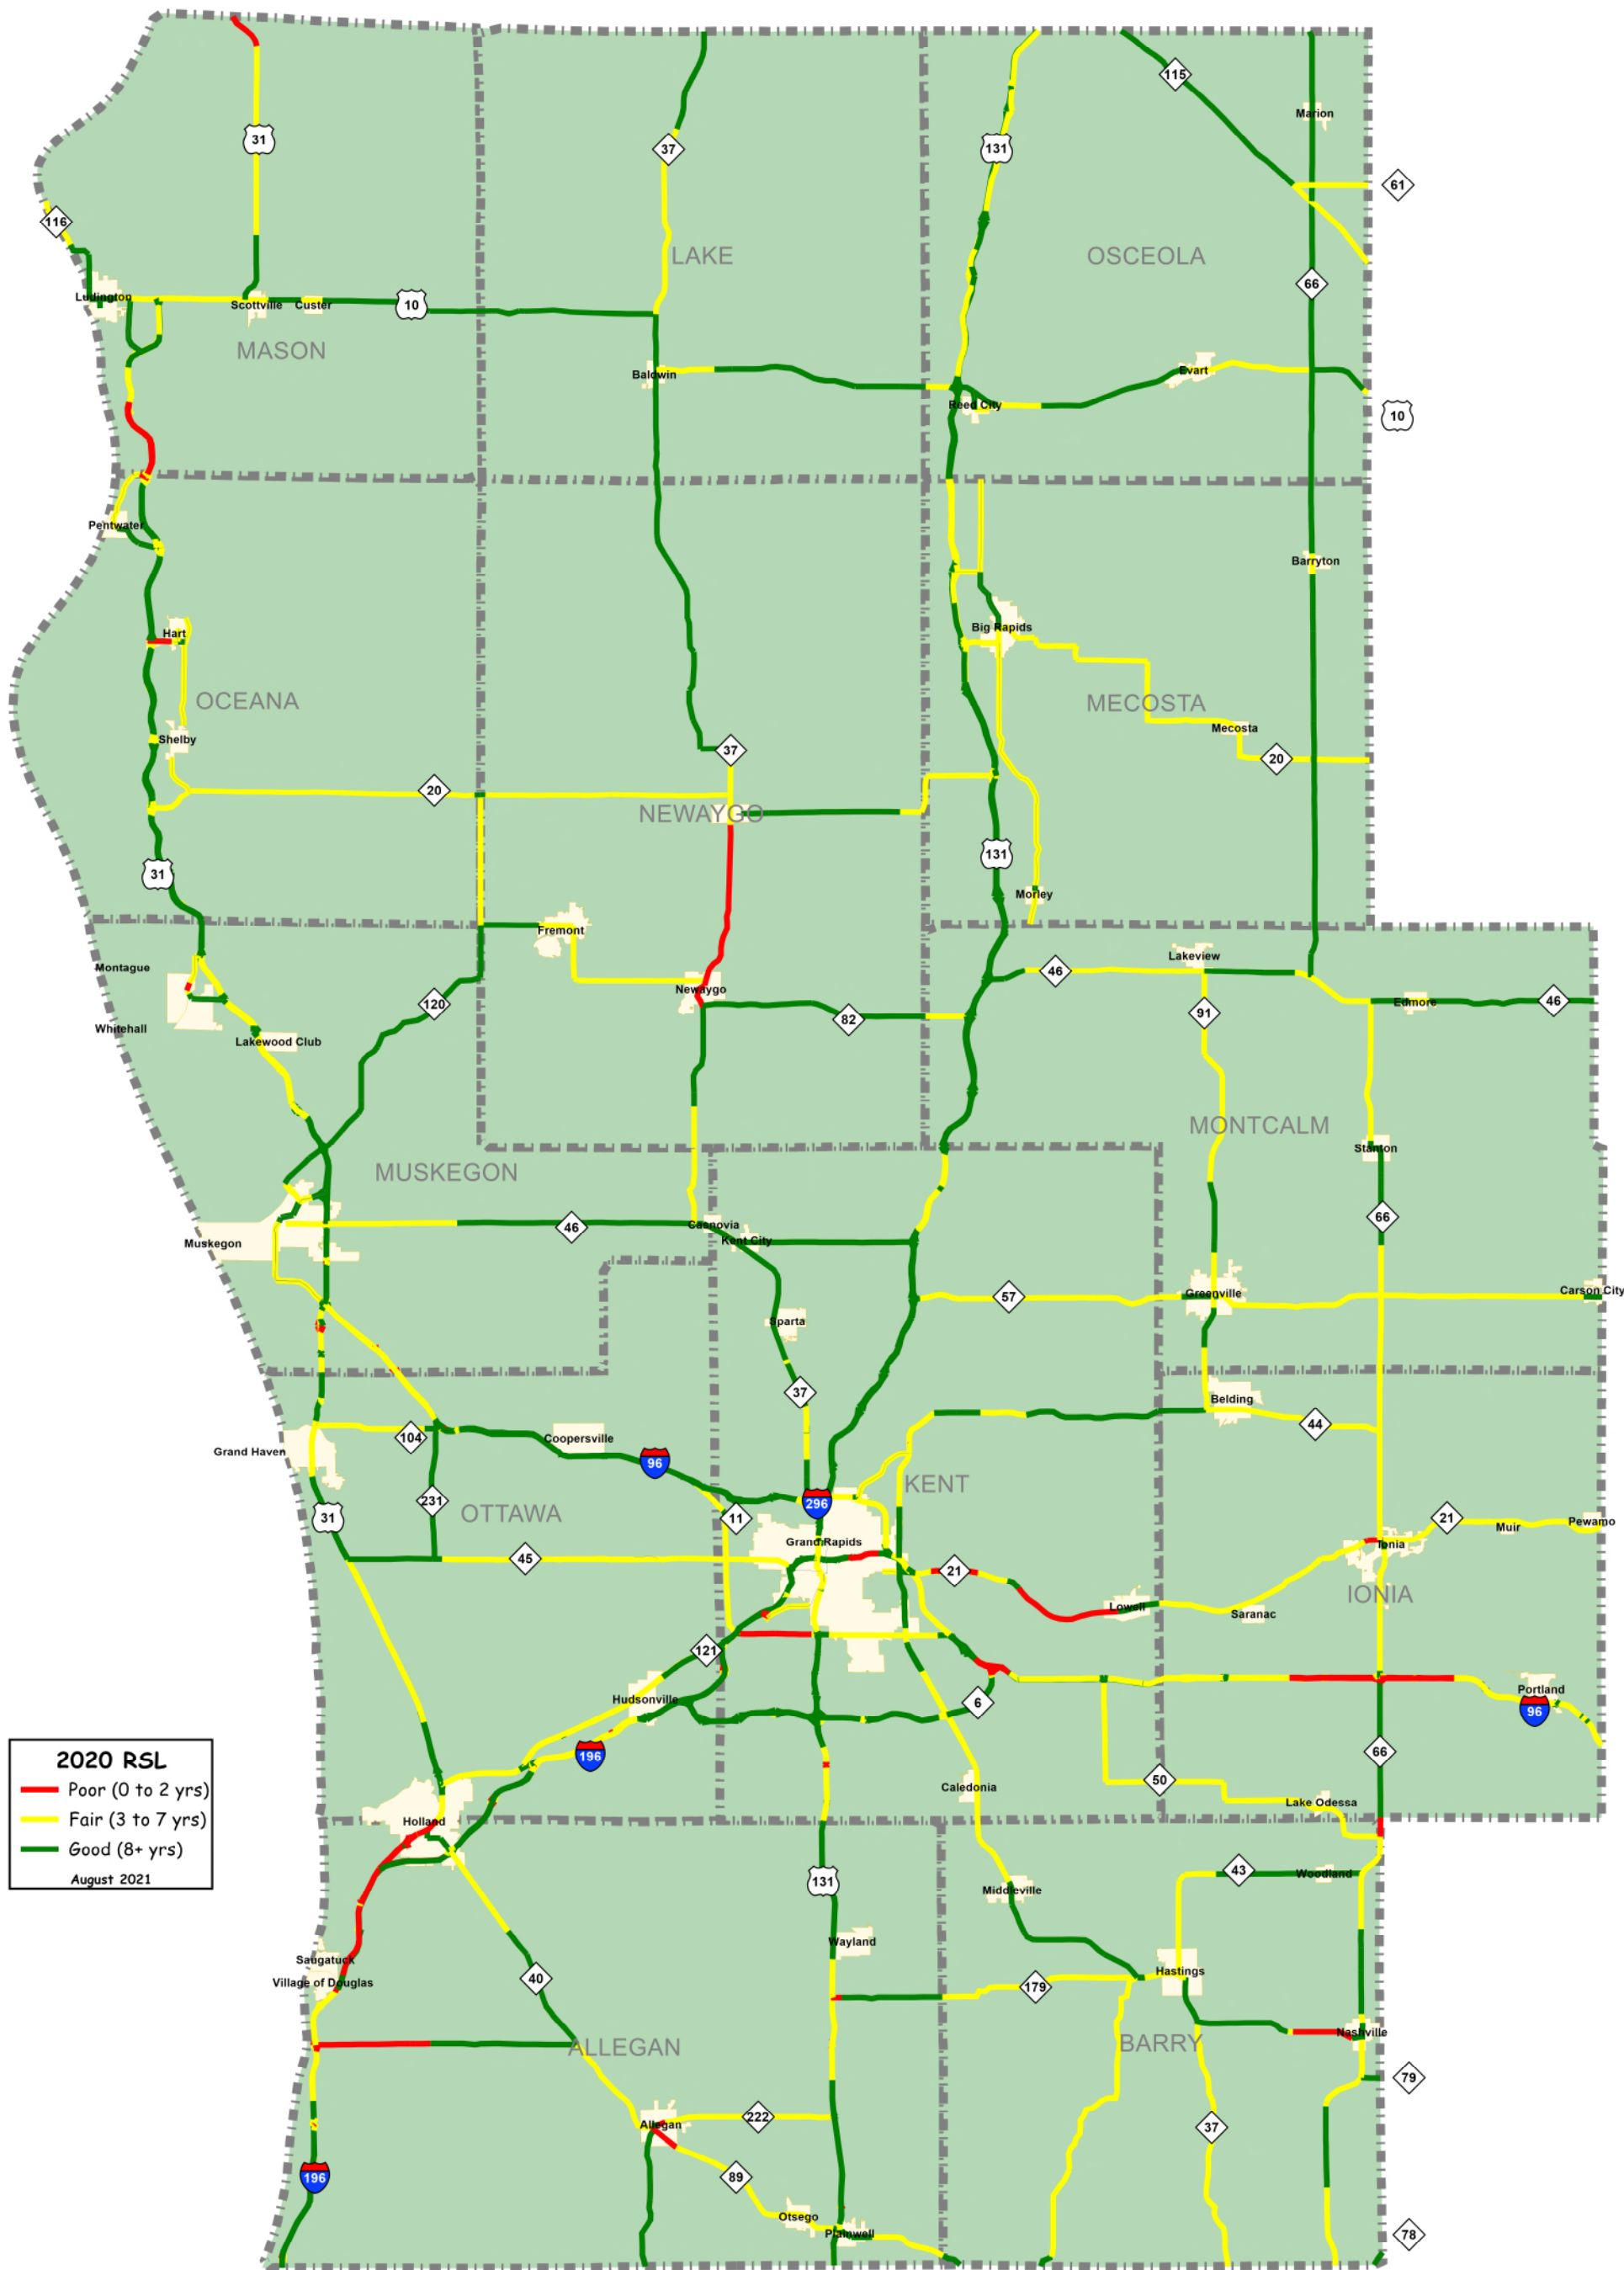 115
Marion
31
37
131
61
116
LAKE
OSCEOLA
66
Ludington
Scottville
Custer
10
MASON
Baldwin
Evart
Reed City
10
Pentwater
Barryton
Hart
Big Rapids
OCEANA
MECOSTA
Mecosta
Shelby
37
20
20
NEWAYGO
131
31
Morley
Fremont
Lakeview
Montague
46
Newaygo
120
Edmore
46
91
82
Whitehall
Lakewood Club
MONTCALM
Stanton
MUSKEGON
66
46
Casnovia
Muskegon
Kent City
57
Greenville
Carson City
Sparta
37
Belding
44
104
Coopersville
Grand Haven
96
KENT
231
296
OTTAWA
31
11
21
Muir
Pewamo
Grand Rapids
Ionia
45
21
IONIA
Lowell
Saranac
121
Portland
Hudsonville
6
96
196
66
2020 RSL
Poor (0 to 2 yrs)
Fair (3 to 7 yrs)
Good (8+ yrs)
August 2021
50
Caledonia
Lake Odessa
Holland
43
Woodland
131
Middleville
Wayland
Saugatuck
Village of Douglas
40
179
Hastings
Nashville
ALLEGAN
BARRY
79
222
Allegan
37
196
89
Otsego
Plainwell
78